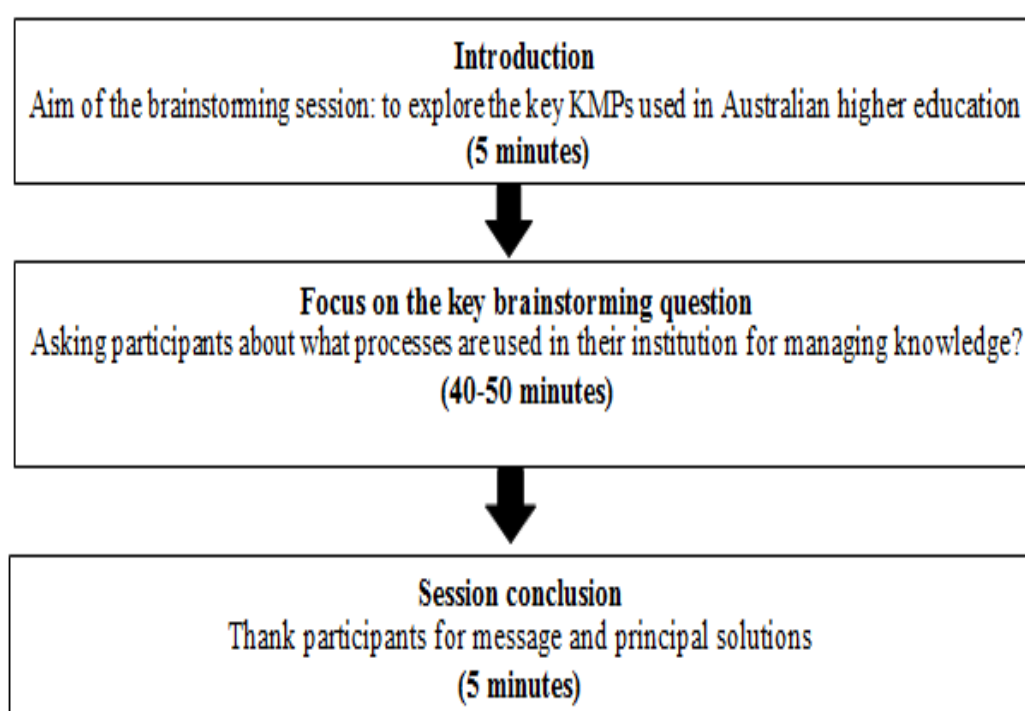 Introduction
Aim of the brainstorming session: to explore the key KMPs used in Australian higher education
(5 minutes)
Focus on the key brainstorming question
Asking participants about what processes are used in their institution for managing knowledge?
(40-50 minutes)
Session conclusion
Thank participants for message and principal solutions
(5 minutes)